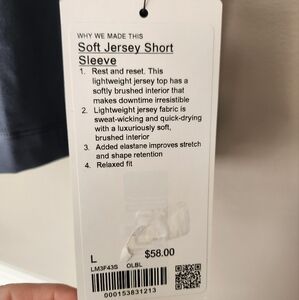 WHY WE MADE THIS
Soft Jersey Short
Sleeve
1. Rest and reset. This
lightweight jersey top has a
softly brushed interior that
makes downtime irresistible
2. Lightweight jersey fabric is
sweat-wicking and quick-drying
with a luxuriously soft,
brushed interior
3. Added elastane improves stretch
and shape retention
4. Relaxed fit
L $58.00
LM3F43S OLBL
000153831213